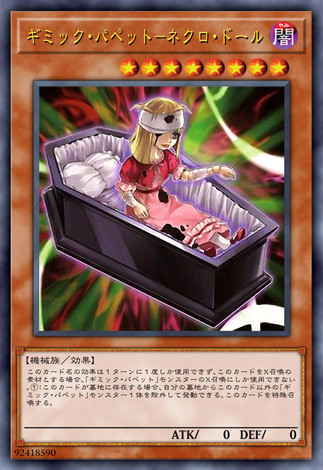 ギミック・パペット－ネクロ・ドール
闇
やみ
【機械族／効果】
このカード名の効果は１ターンに１度しか使用できず、このカードをX召喚の
素材とする場合、「ギミック・パペット」モンスターのX召喚にしか使用できない。
①：このカードが墓地に存在する場合、自分の墓地からこのカード以外の「ギ
ミック・パペット」モンスター１体を除外して発動できる。このカードを特殊召
喚する。
ATK/ 0 DEF/ 0
92418590